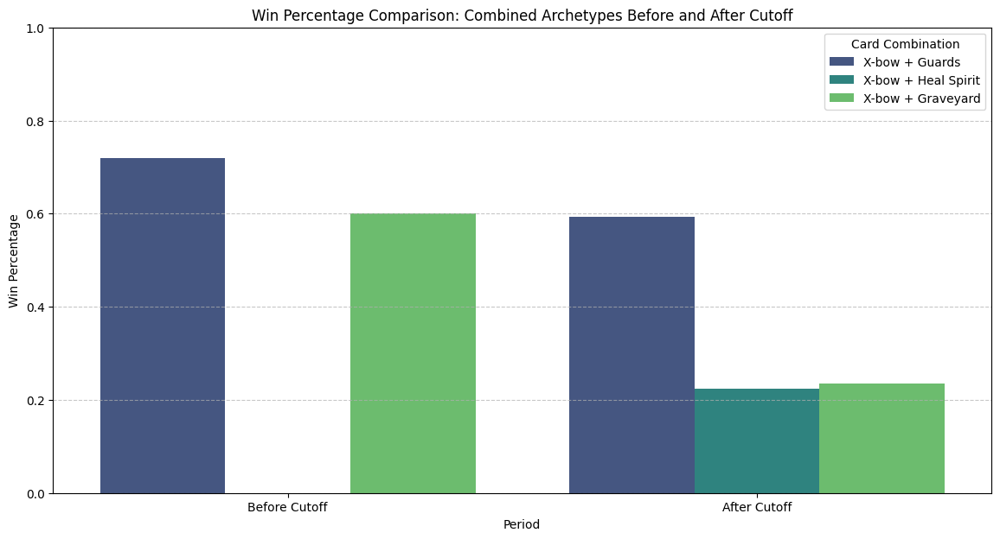 Win Percentage Comparison: Combined Archetypes Before and After Cutoff
1.0
0.8
0.6
0.4
0.2
0.0
Win Percentage
Card Combination
X-bow + Guards
X-bow + Heal Spirit
X-bow + Graveyard
Before Cutoff
After Cutoff
Period